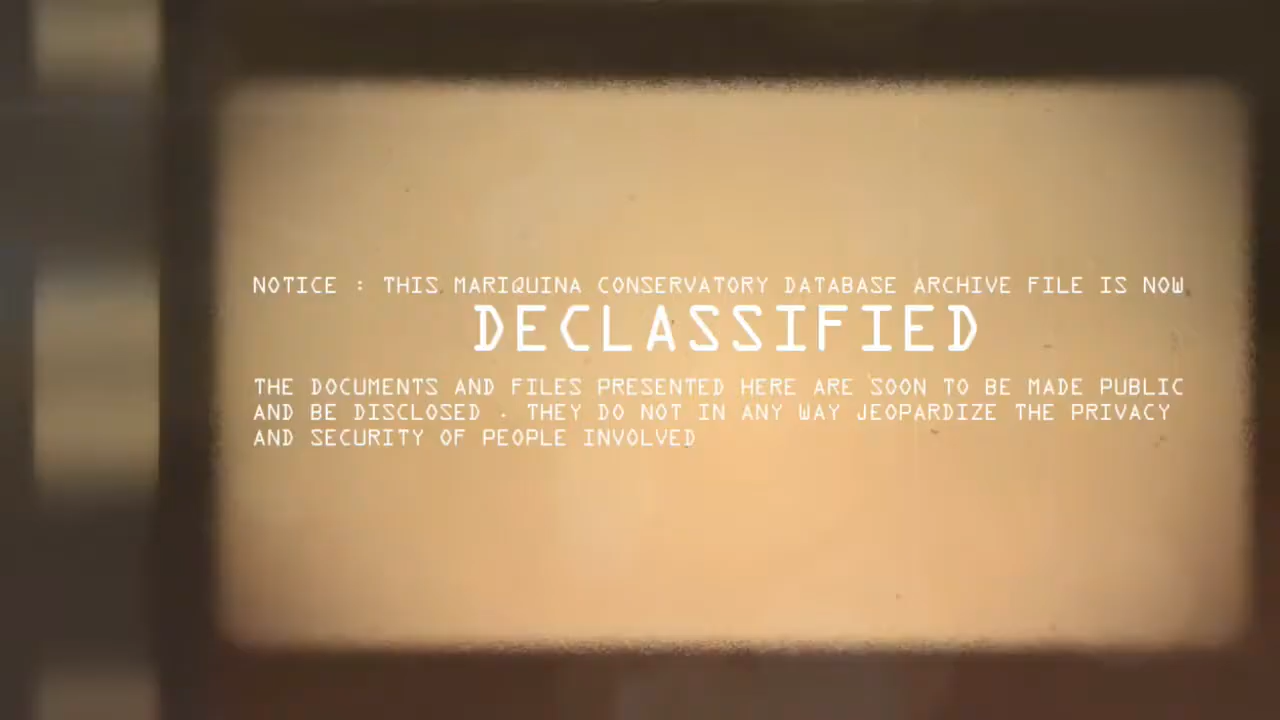 NOTICE : THIS MARIQUINA CONSERVATORY DATABASE ARCHIVE FILE IS NOW
DECLASSIFIED
THE DOCUMENTS AND FILES PRESENTED HERE ARE SOON TO BE MADE PUBLIC
AND BE DISCLOSED . THEY DO NOT IN ANY WAY JEOPARDIZE THE PRIVACY
AND SECURITY OF PEOPLE INVOLVED